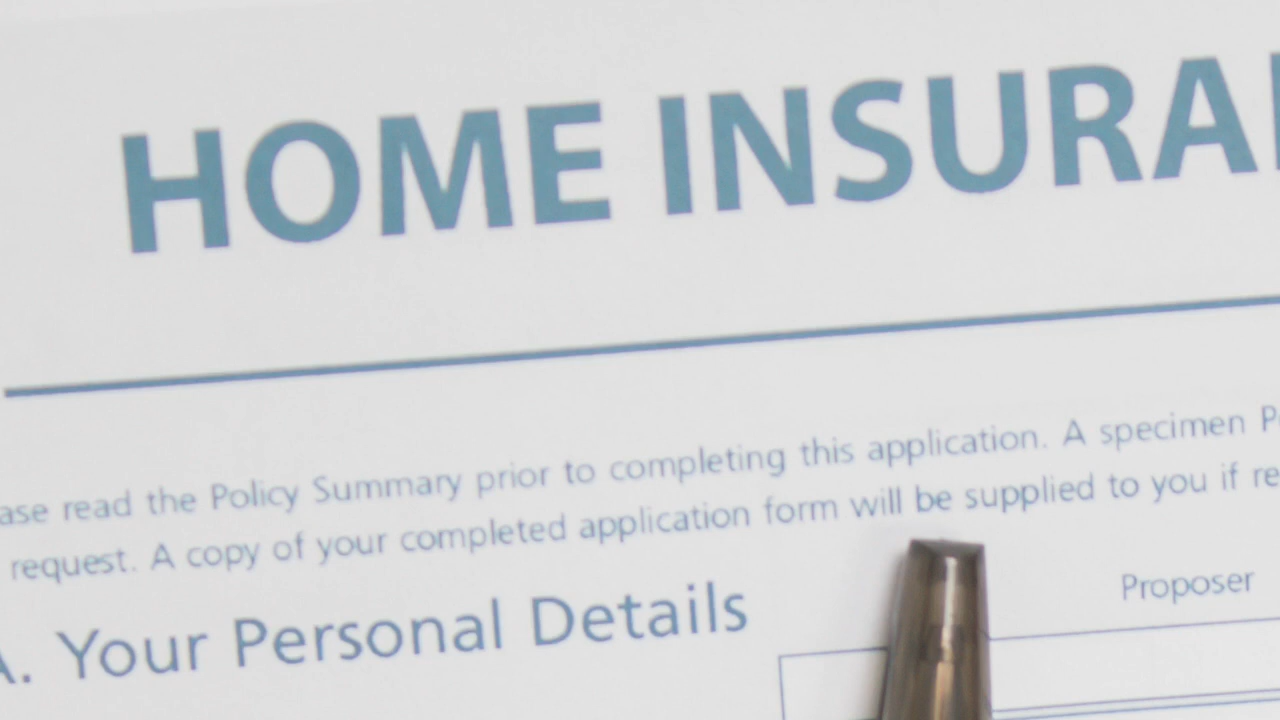 HOME INSURA
ase read the Policy Summary prior to completing this application. A specimen P
request. A copy of your completed application form will be supplied to you if re
A. Your Personal Details
Proposer